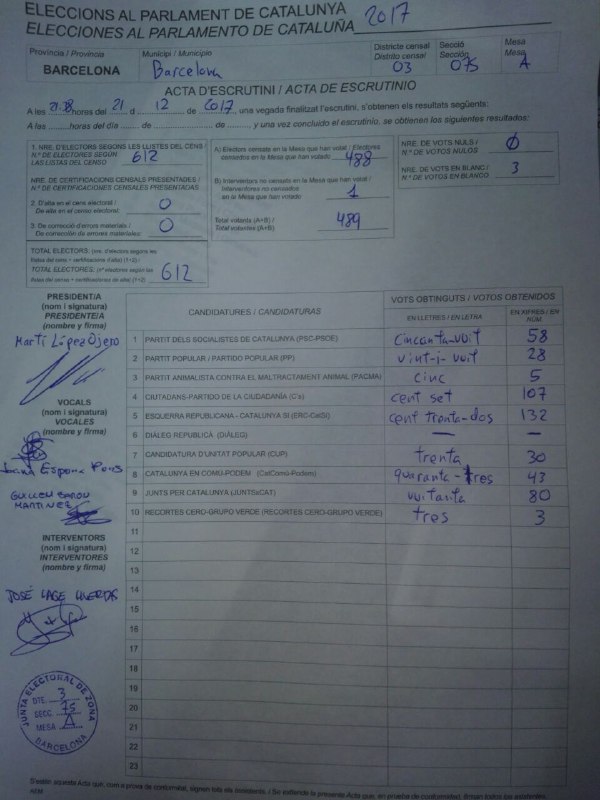 ELECCIONS AL PARLAMENT DE CATALUNYA 2017
ELECCIONES AL PARLAMENTO DE CATALUÑA
Provincia / Provincia Municipi / Municipio Districte censal Secció Mesa
Distrito censal Sección Mesa
BARCELONA Barcelona 03 075 A
ACTA D'ESCRUTINI / ACTA DE ESCRUTINIO
A les 21:38 hores del 21 d 12 de 2017, una vegada finalitzat l'escrutini, s'obtenen els resultats següents:
A las hores del día de de y una vez concluido el escrutinio, se obtienen los siguientes resultados:
1. NRE. D'ELECTORS SEGONS LES LLISTES DEL CENS /
N.º DE ELECTORES SEGÚN
LAS LISTAS DEL CENSO 612
NRE. DE CERTIFICACIONS CENSALS PRESENTADES /
N.º DE CERTIFICACIONES CENSALES PRESENTADAS
2. D'alta en el cens electoral /
De alta en el censo electoral: 0
3. De correcció d'errors materials /
De corrección de errores materiales: 0
TOTAL ELECTORS: (nre. d'electors segons les
llistes del cens + certificacions d'alta) (1+2) /
TOTAL ELECTORES: (nº electores según las
listas del censo + certificaciones de alta) (1+2) 612
A) Electors censats en la Mesa que han votat / Electores
censados en la Mesa que han votado 488
B) Interventors no censats en la Mesa que han votat /
Interventores no censados
en la Mesa que han votado 1
Total votants (A+B) /
Total votantes (A+B) 489
NRE. DE VOTS NULS /
N.º DE VOTOS NULOS 0
NRE. DE VOTS EN BLANC /
N.º DE VOTOS EN BLANCO 3
PRESIDENT/A
(nom i signatura)
PRESIDENTE/A
(nombre y firma)
Martí López Ojero
VOCALS
(nom i signatura)
VOCALES
(nombre y firma)
GUILLEM BARON
MARTINEZ
INTERVENTORS
(nom i signatura)
INTERVENTORES
(nombre y firma)
JOSÉ LAGE HUERTAS
JUNTA ELECTORAL DE ZONA
DTE. 3
SECC. 75
MESA A
BARCELONA
CANDIDATURES / CANDIDATURAS VOTS OBTINGUTS / VOTOS OBTENIDOS
EN LLETRES / EN LETRA EN XIFRES / EN NÚM
1 PARTIT DELS SOCIALISTES DE CATALUNYA (PSC-PSOE) cincanta-vuit 58
2 PARTIT POPULAR / PARTIDO POPULAR (PP) vint-i-vuit 28
3 PARTIT ANIMALISTA CONTRA EL MALTRACTAMENT ANIMAL (PACMA) cinc 5
4 CIUTADANS-PARTIDO DE LA CIUDADANÍA (C's) cent set 107
5 ESQUERRA REPUBLICANA - CATALUNYA SÍ (ERC-CatSí) cent trenta-dos 132
6 DIÀLEG REPUBLICÀ (DIÀLEG) — —
7 CANDIDATURA D'UNITAT POPULAR (CUP) trenta 30
8 CATALUNYA EN COMÚ-PODEM (CatComú-Podem) quaranta-tres 43
9 JUNTS PER CATALUNYA (JUNTSxCAT) vuitanta 80
10 RECORTES CERO-GRUPO VERDE (RECORTES CERO-GRUPO VERDE) tres 3
11
12
13
14
15
16
17
18
19
20
21
22
23
S'estén aquesta Acta que, com a prova de conformitat, signen tots els assistents. / Se extiende la presente Acta que, en prueba de conformidad, firman todos los asistentes.